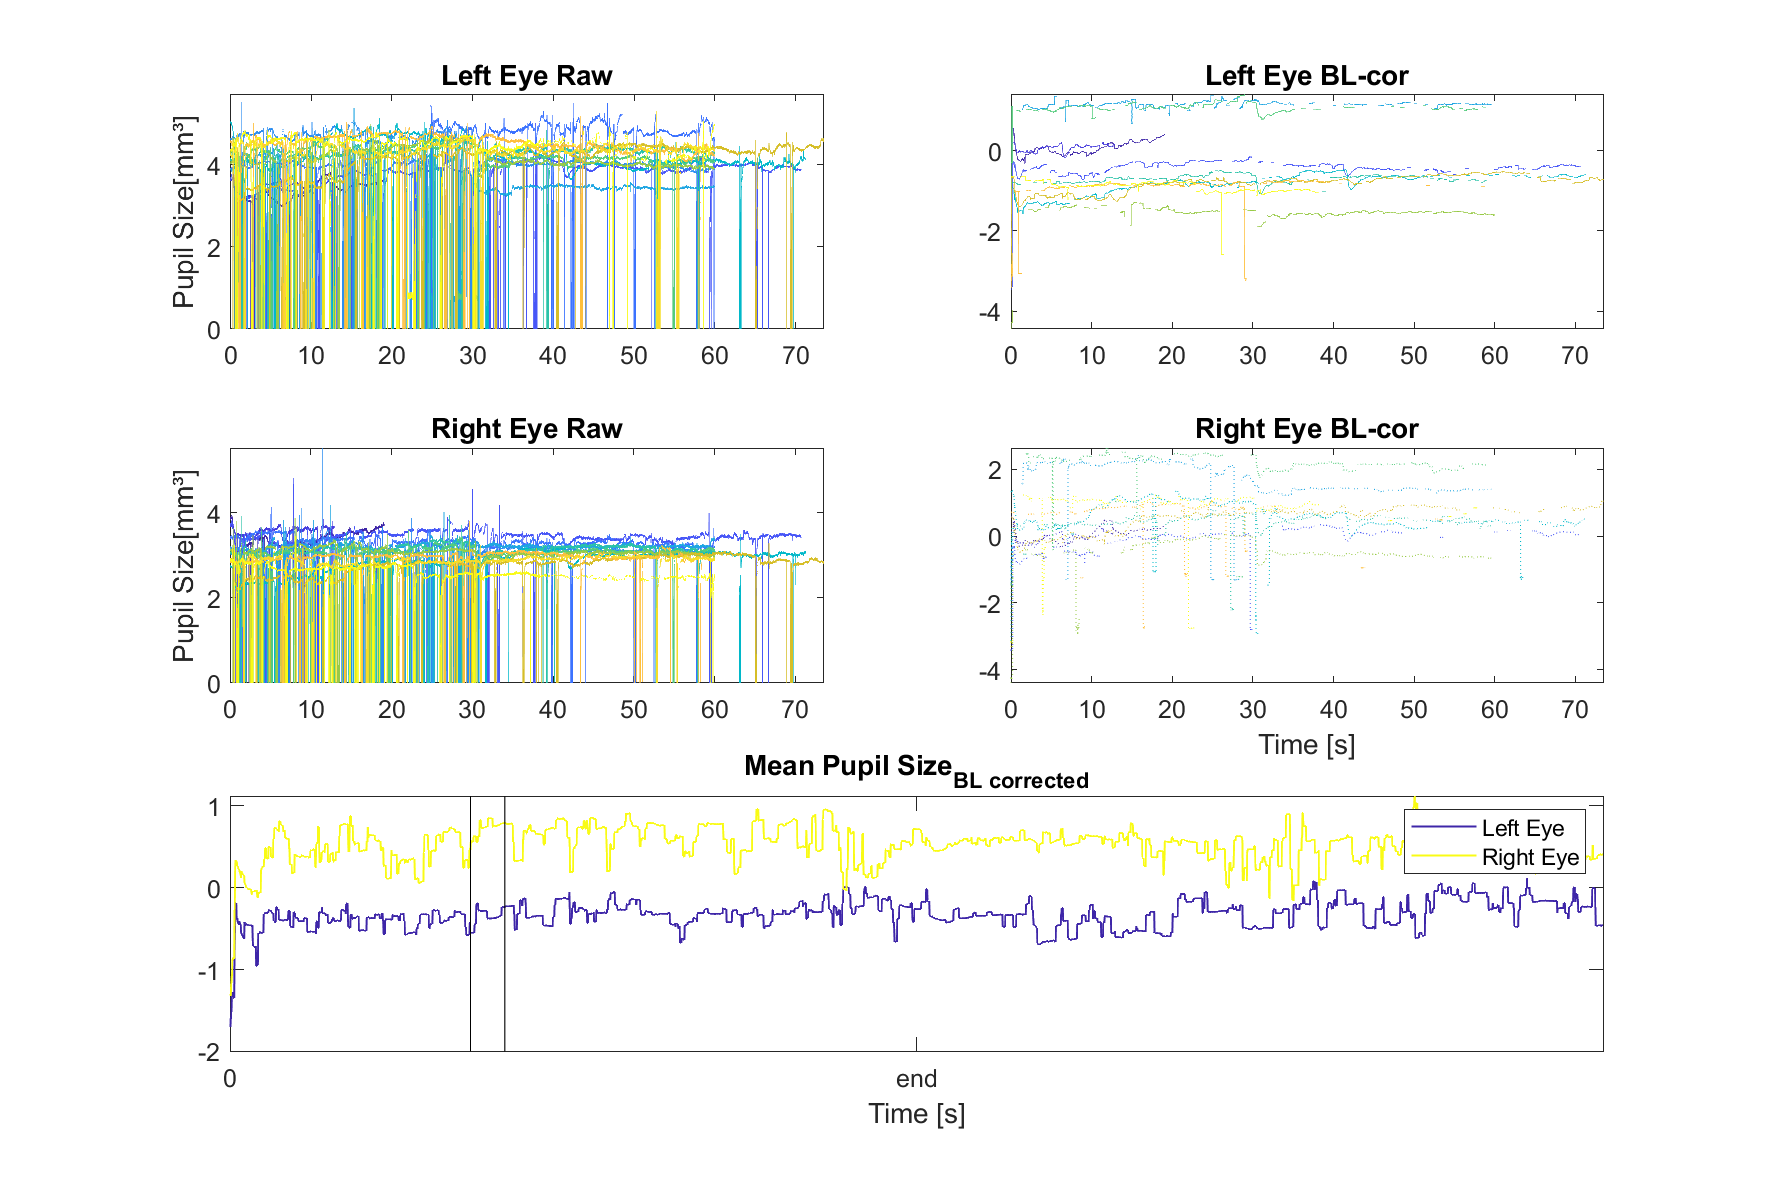 Left Eye Raw
Pupil Size[mm³]
4
2
0
0 10 20 30 40 50 60 70
Left Eye BL-cor
0
-2
-4
0 10 20 30 40 50 60 70
Right Eye Raw
Pupil Size[mm³]
4
2
0
0 10 20 30 40 50 60 70
Right Eye BL-cor
2
0
-2
-4
0 10 20 30 40 50 60 70
Time [s]
Mean Pupil Size BL corrected
1
0
-1
-2
0 end
Time [s]
Left Eye
Right Eye